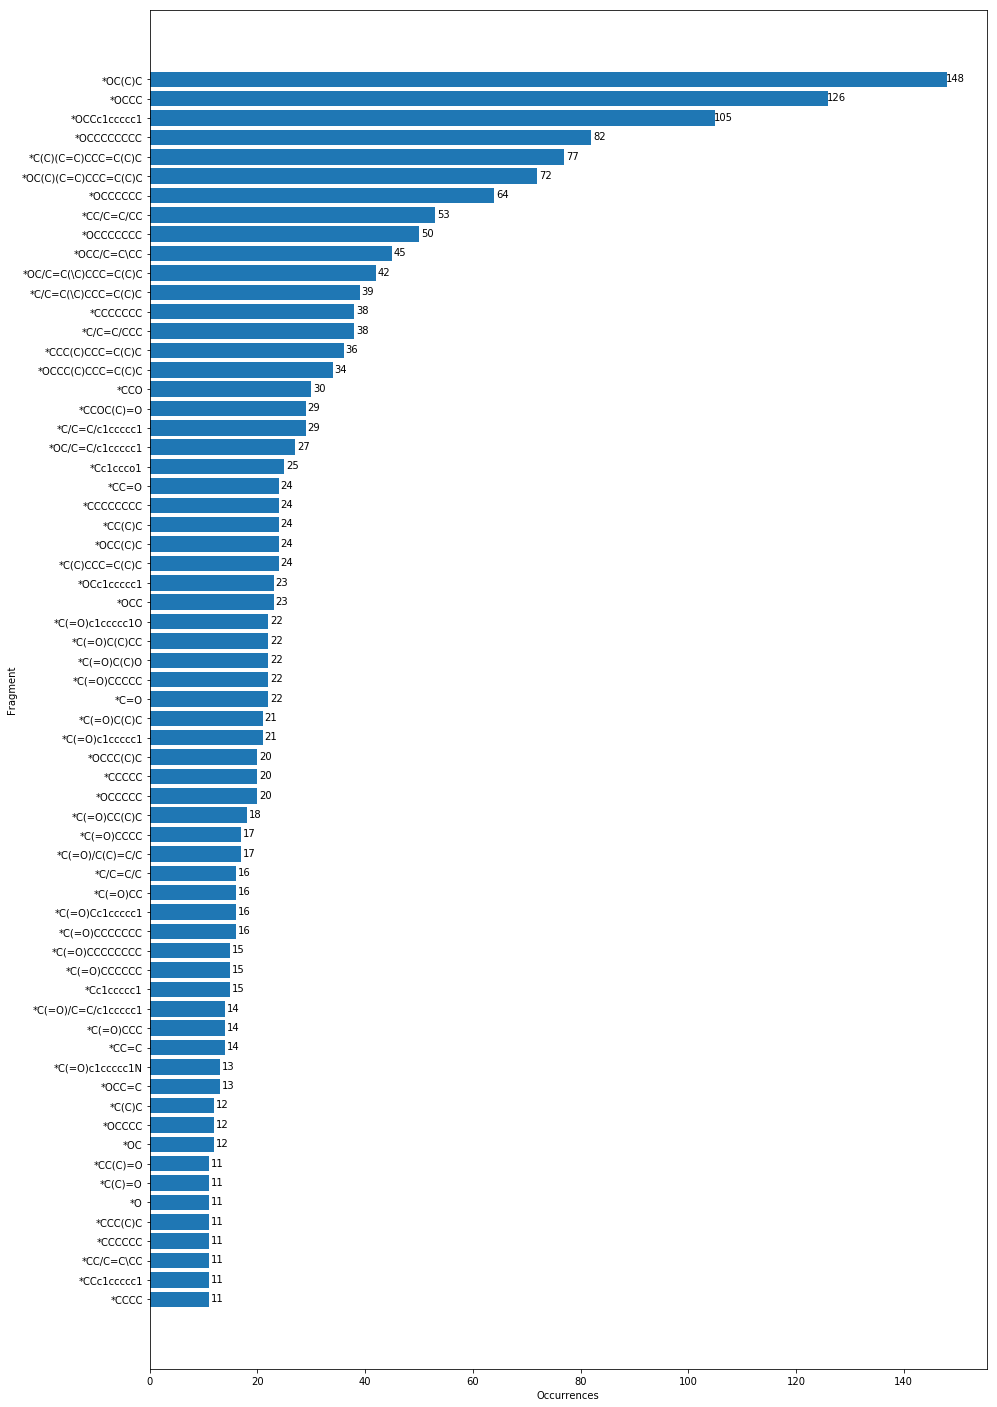 *OC(C)C 148
*OCCC 126
*OCCc1ccccc1 105
*OCCCCCCCC 82
*C(C)(C=C)CCC=C(C)C 77
*OC(C)(C=C)CCC=C(C)C 72
*OCCCCCC 64
*CC/C=C/CC 53
*OCCCCCCC 50
*OCC/C=C\CC 45
*OC/C=C(\C)CCC=C(C)C 42
*C/C=C(\C)CCC=C(C)C 39
*CCCCCCC 38
*C/C=C/CCC 38
*CCC(C)CCC=C(C)C 36
*OCCC(C)CCC=C(C)C 34
*CCO 30
*CCOC(C)=O 29
*C/C=C/c1ccccc1 29
*OC/C=C/c1ccccc1 27
*Cc1ccco1 25
*CC=O 24
*CCCCCCCC 24
*CC(C)C 24
*OCC(C)C 24
*C(C)CCC=C(C)C 24
*OCc1ccccc1 23
*OCC 23
*C(=O)c1ccccc1O 22
*C(=O)C(C)CC 22
*C(=O)C(C)O 22
*C(=O)CCCCC 22
*C=O 22
*C(=O)C(C)C 21
*C(=O)c1ccccc1 21
*OCCC(C)C 20
*CCCCC 20
*OCCCCC 20
*C(=O)CC(C)C 18
*C(=O)CCCC 17
*C(=O)/C(C)=C/C 17
*C/C=C/C 16
*C(=O)CC 16
*C(=O)Cc1ccccc1 16
*C(=O)CCCCCCC 16
*C(=O)CCCCCCCC 15
*C(=O)CCCCCC 15
*Cc1ccccc1 15
*C(=O)/C=C/c1ccccc1 14
*C(=O)CCC 14
*CC=C 14
*C(=O)c1ccccc1N 13
*OCC=C 13
*C(C)C 12
*OCCCC 12
*OC 12
*CC(C)=O 11
*C(C)=O 11
*O 11
*CCC(C)C 11
*CCCCCC 11
*CC/C=C\CC 11
*CCc1ccccc1 11
*CCCC 11
Fragment
0 20 40 60 80 100 120 140
Occurrences